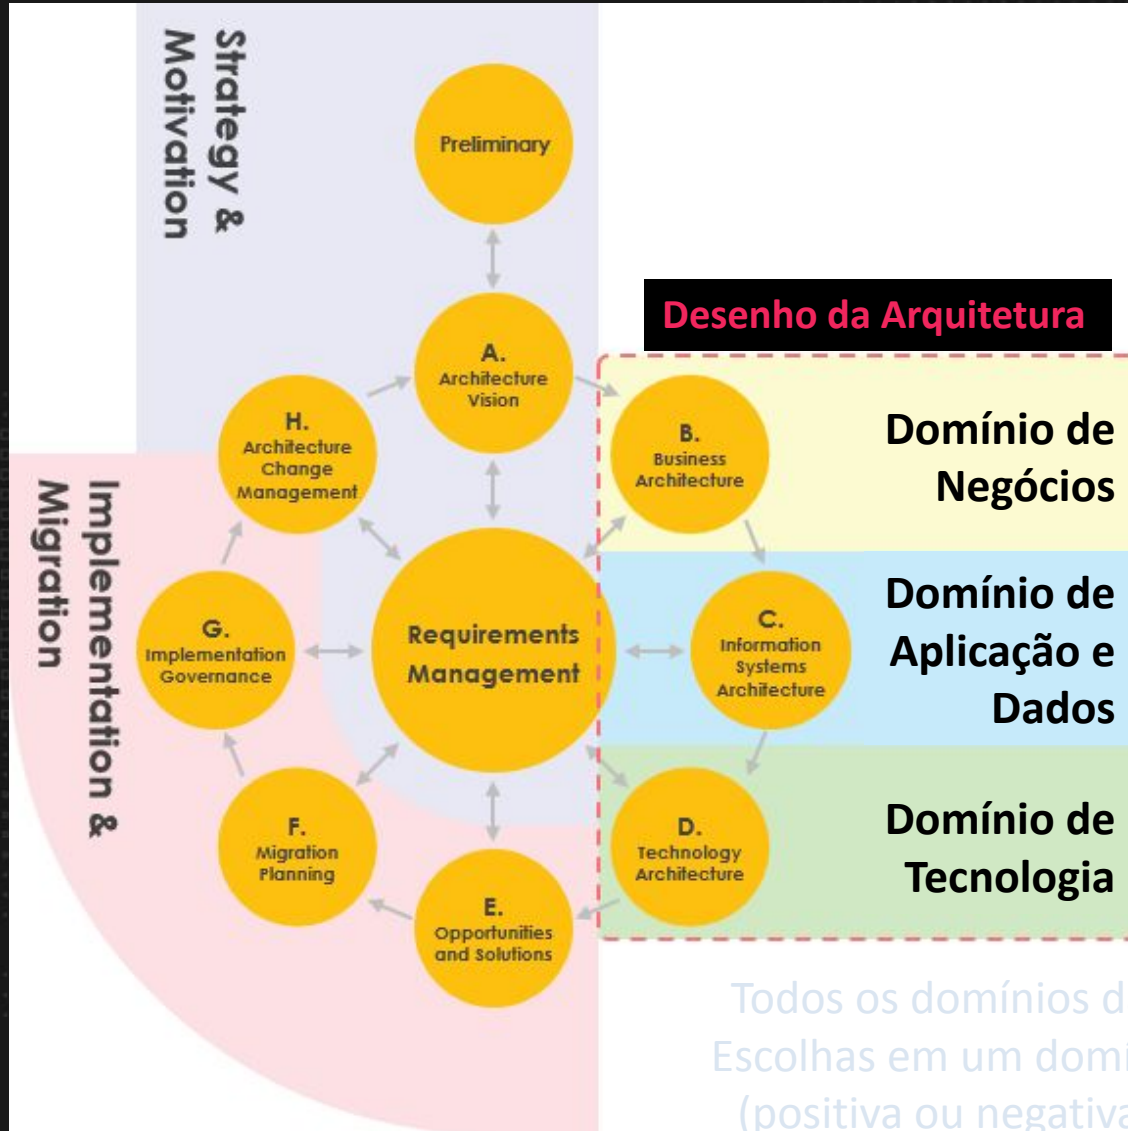 Strategy &
Motivation
Preliminary
Desenho da Arquitetura
A.
Architecture
Vision
H.
Architecture
Change
Management
B.
Business
Architecture
Domínio de
Negócios
Implementation &
Migration
G.
Implementation
Governance
Requirements
Management
C.
Information
Systems
Architecture
Domínio de
Aplicação e
Dados
F.
Migration
Planning
D.
Technology
Architecture
Domínio de
Tecnologia
E.
Opportunities
and Solutions
Todos os domínios
Escolhas em um
(positiva ou